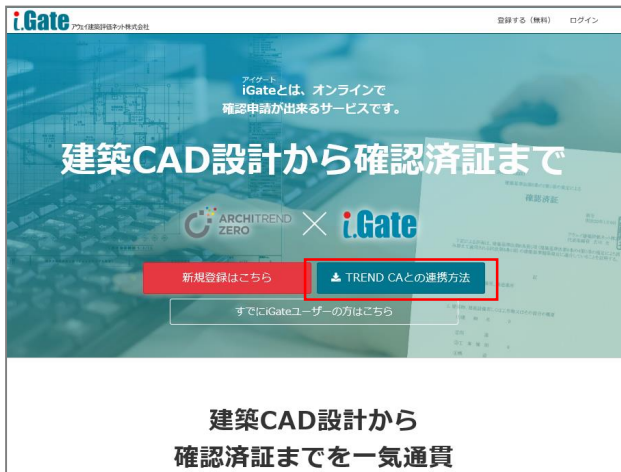 i.Gate アウェイ建築評価ネット株式会社
登録する（無料） ログイン
アイゲート
iGateとは、オンラインで
確認申請が出来るサービスです。
建築CAD設計から確認済証まで
確認済証
ARCHITREND
ZERO
×
i.Gate
新規登録はこちら
TREND CAとの連携方法
すでにiGateユーザーの方はこちら
建築CAD設計から
確認済証までを一気通貫